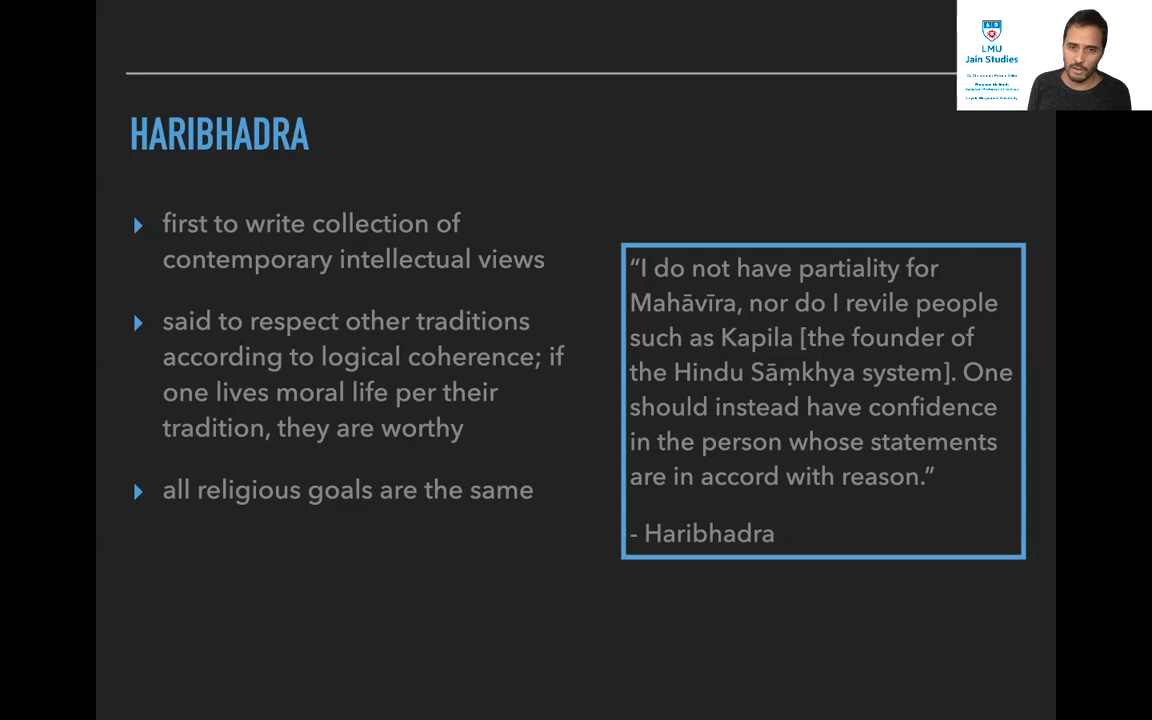 LMU
Jain Studies
HARIBHADRA
first to write collection of
contemporary intellectual views
said to respect other traditions
according to logical coherence; if
one lives moral life per their
tradition, they are worthy
all religious goals are the same
“I do not have partiality for
Mahāvīra, nor do I revile people
such as Kapila [the founder of
the Hindu Sāṃkhya system]. One
should instead have confidence
in the person whose statements
are in accord with reason.”
- Haribhadra